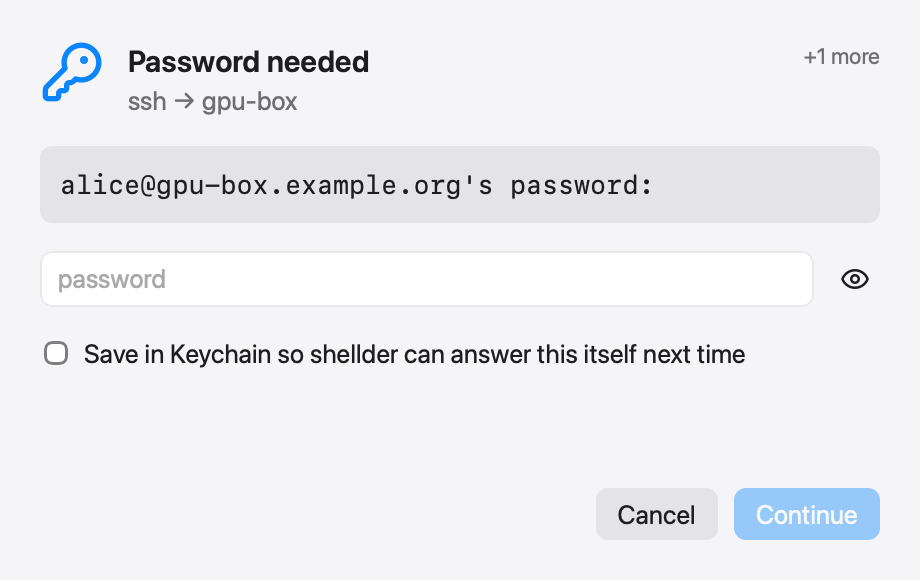 Password needed
+1 more
ssh → gpu-box
alice@gpu-box.example.org's password:
password
Save in Keychain so shellder can answer this itself next time
Cancel
Continue